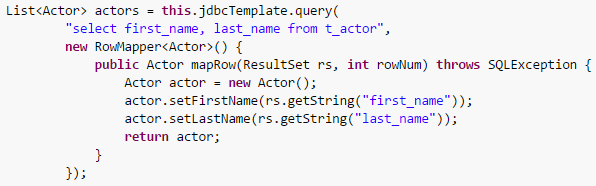 List<Actor> actors = this.jdbcTemplate.query(
        "select first_name, last_name from t_actor",
        new RowMapper<Actor>() {
            public Actor mapRow(ResultSet rs, int rowNum) throws SQLException {
                Actor actor = new Actor();
                actor.setFirstName(rs.getString("first_name"));
                actor.setLastName(rs.getString("last_name"));
                return actor;
            }
        });